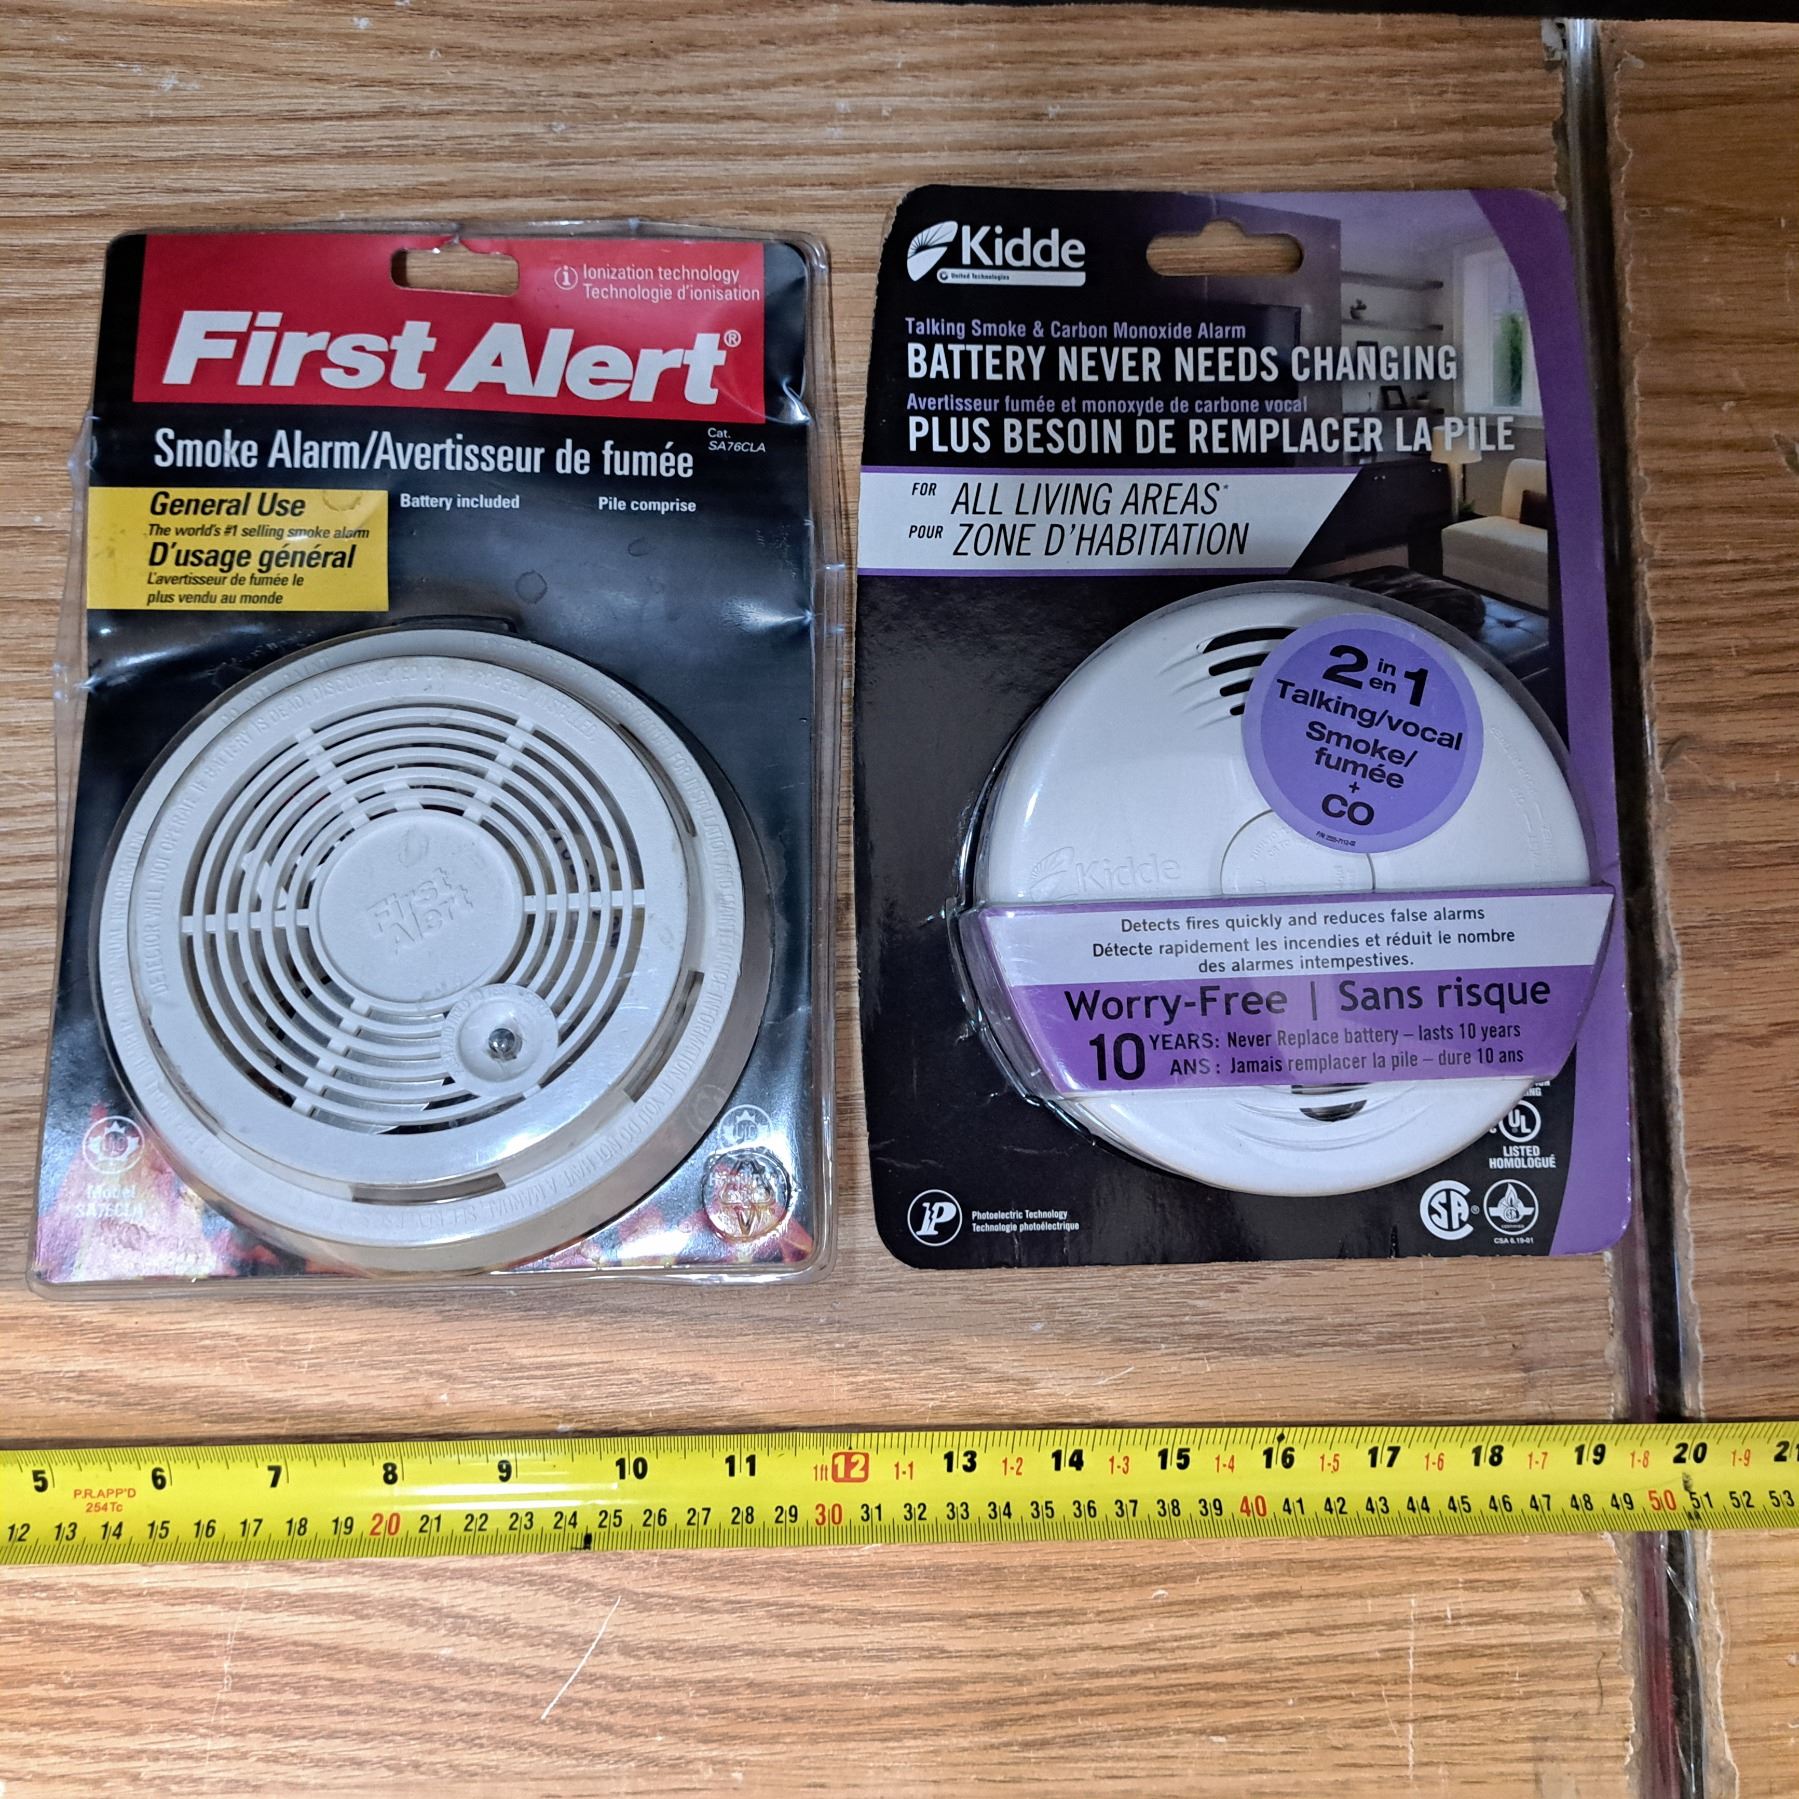 ⓘ Ionization technology
Technologie d'ionisation
First Alert®
Smoke Alarm/Avertisseur de fumée
Cat.
SA76CLA
General Use
The world's #1 selling smoke alarm
D'usage général
L'avertisseur de fumée le
plus vendu au monde
Battery included
Pile comprise
First
Alert
Model
SA76CLA
Kidde
United Technologies
Talking Smoke & Carbon Monoxide Alarm
BATTERY NEVER NEEDS CHANGING
Avertisseur fumée et monoxyde de carbone vocal
PLUS BESOIN DE REMPLACER LA PILE
FOR ALL LIVING AREAS*
POUR ZONE D'HABITATION
2 in en 1
Talking/vocal
Smoke/
fumée
+
CO
Kidde
Detects fires quickly and reduces false alarms
Détecte rapidement les incendies et réduit le nombre
des alarmes intempestives.
Worry-Free | Sans risque
10 YEARS: Never Replace battery – lasts 10 years
ANS : Jamais remplacer la pile – dure 10 ans
UL
LISTED
HOMOLOGUÉ
P
Photoelectric Technology
Technologie photoélectrique
CSA 6.19-01
5 6 7 8 9 10 11 1ft 12 1-1 13 1-2 14 1-3 15 1-4 16 1-5 17 1-6 18 1-7 19 1-8 20 1-9 21
P.R.APP'D
254Tc
12 13 14 15 16 17 18 19 20 21 22 23 24 25 26 27 28 29 30 31 32 33 34 35 36 37 38 39 40 41 42 43 44 45 46 47 48 49 50 51 52 53